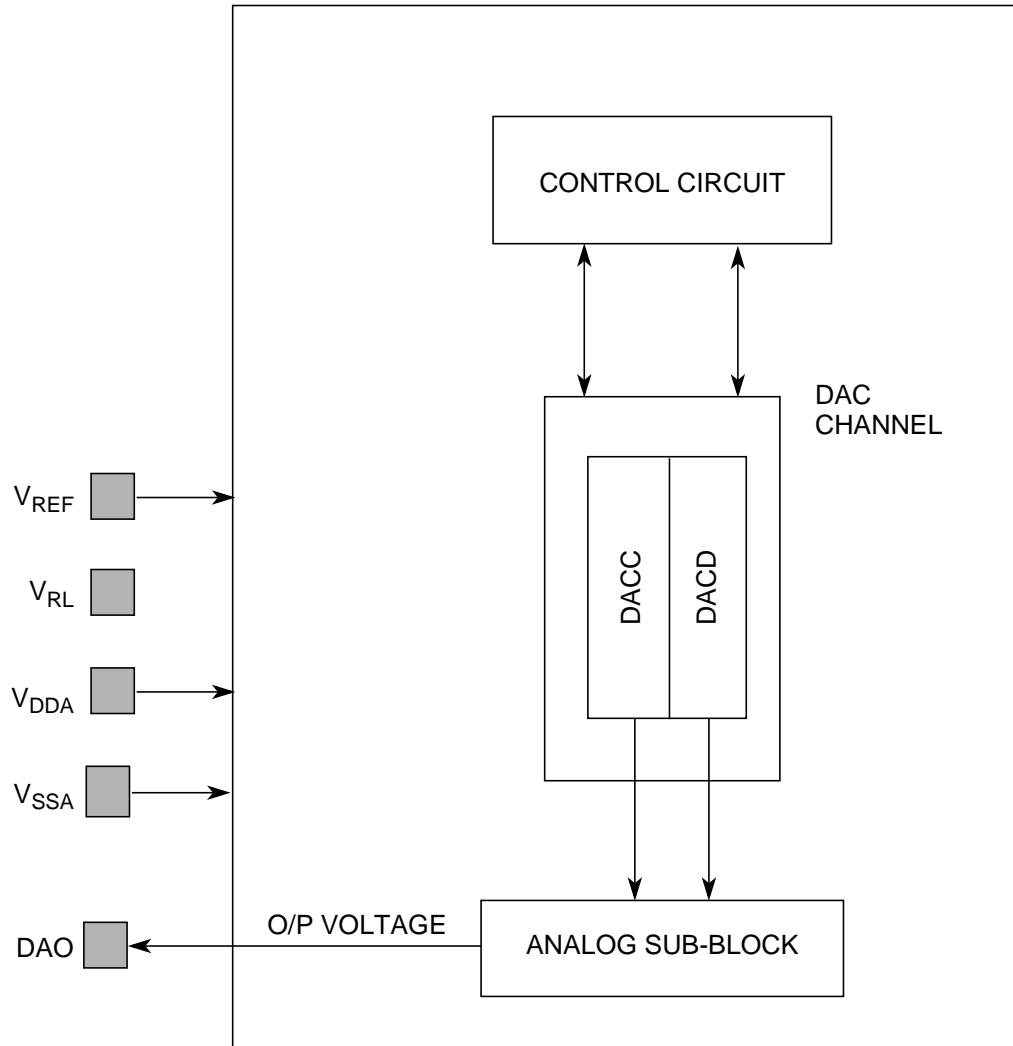 CONTROL CIRCUIT
DAC
CHANNEL
VREF
VRL
VDDA
VSSA
DACC
DACD
O/P VOLTAGE
DAO
ANALOG SUB-BLOCK